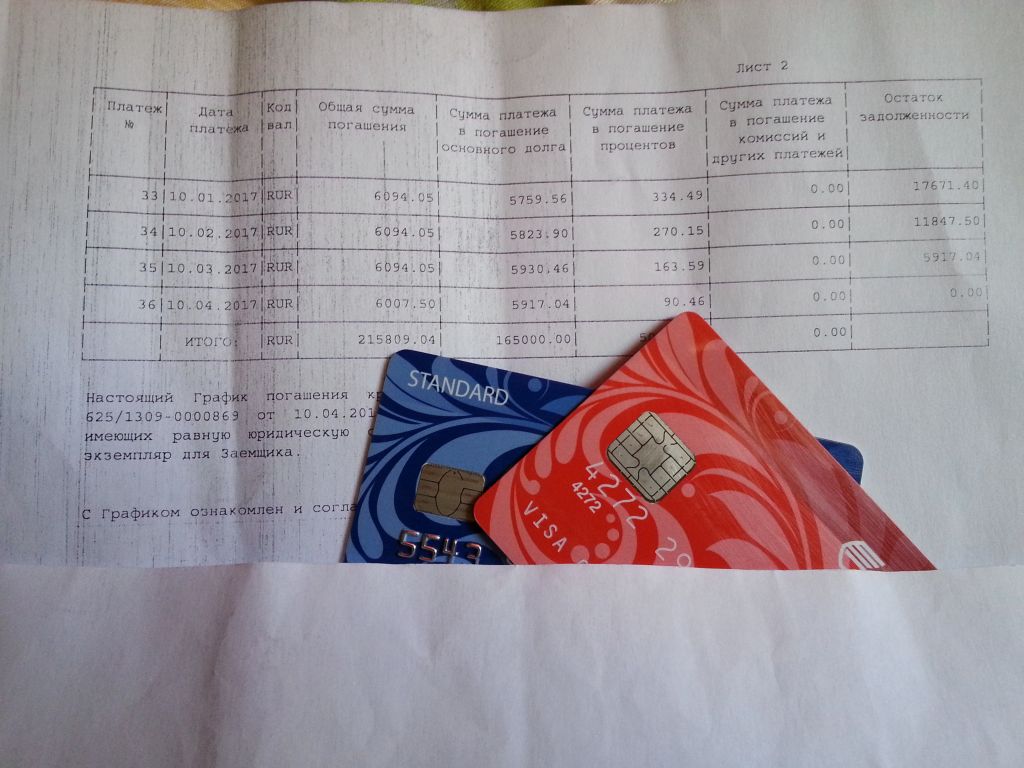 Лист 2
Платеж № | Дата платежа | Код вал | Общая сумма погашения | Сумма платежа в погашение основного долга | Сумма платежа в погашение процентов | Сумма платежа в погашение комиссий и других платежей | Остаток задолженности
33 | 10.01.2017 | RUR | 6094.05 | 5759.56 | 334.49 | 0.00 | 17671.40
34 | 10.02.2017 | RUR | 6094.05 | 5823.90 | 270.15 | 0.00 | 11847.50
35 | 10.03.2017 | RUR | 6094.05 | 5930.46 | 163.59 | 0.00 | 5917.04
36 | 10.04.2017 | RUR | 6007.50 | 5917.04 | 90.46 | 0.00 | 0.00
ИТОГО: | RUR | 215809.04 | 165000.00 | 0.00
Настоящий График погашения
625/1309-0000869 от 10.04.201
имеющих равную юридическую
экземпляр для Заемщика.
С Графиком ознакомлен и
STANDARD
5543
4272 29
4272
VISA